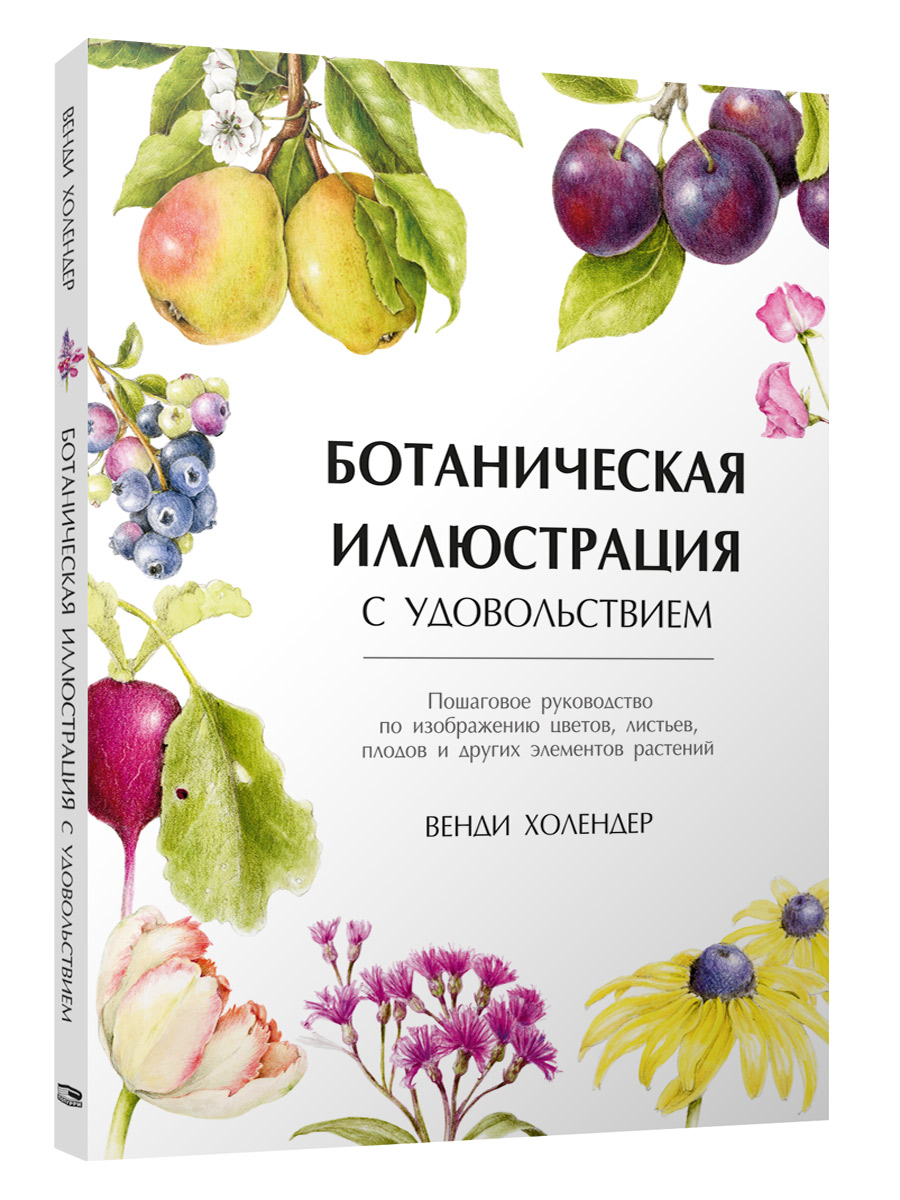 ВЕНДИ ХОЛЕНДЕР
БОТАНИЧЕСКАЯ ИЛЛЮСТРАЦИЯ С УДОВОЛЬСТВИЕМ
ПОПУРРИ
БОТАНИЧЕСКАЯ
ИЛЛЮСТРАЦИЯ
С УДОВОЛЬСТВИЕМ
Пошаговое руководство
по изображению цветов, листьев,
плодов и других элементов растений
ВЕНДИ ХОЛЕНДЕР